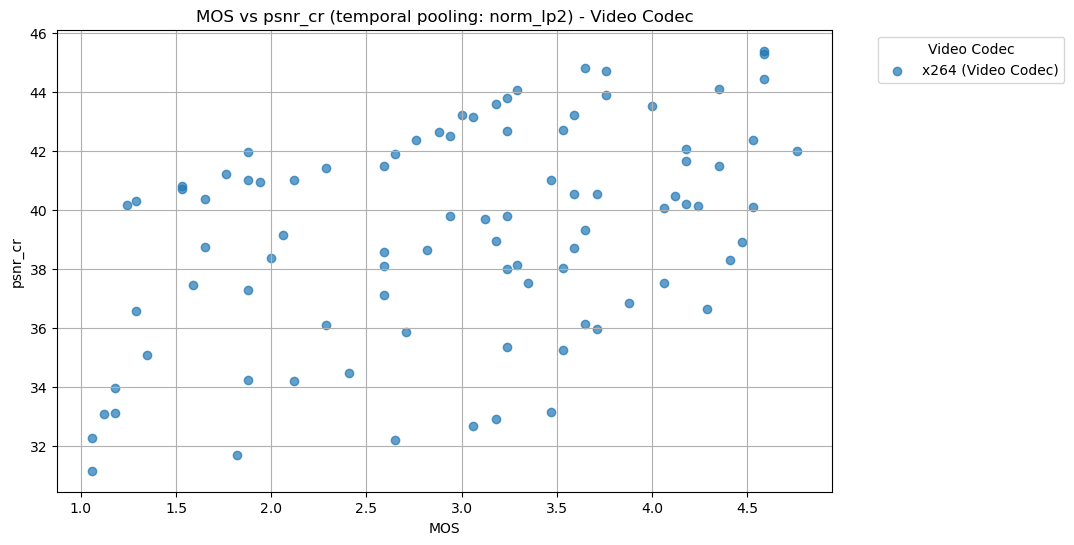 MOS vs psnr_cr (temporal pooling: norm_lp2) - Video Codec
Video Codec
x264 (Video Codec)
psnr_cr
46
44
42
40
38
36
34
32
1.0 1.5 2.0 2.5 3.0 3.5 4.0 4.5
MOS